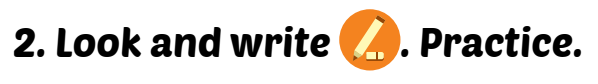 2. Look and write . Practice.